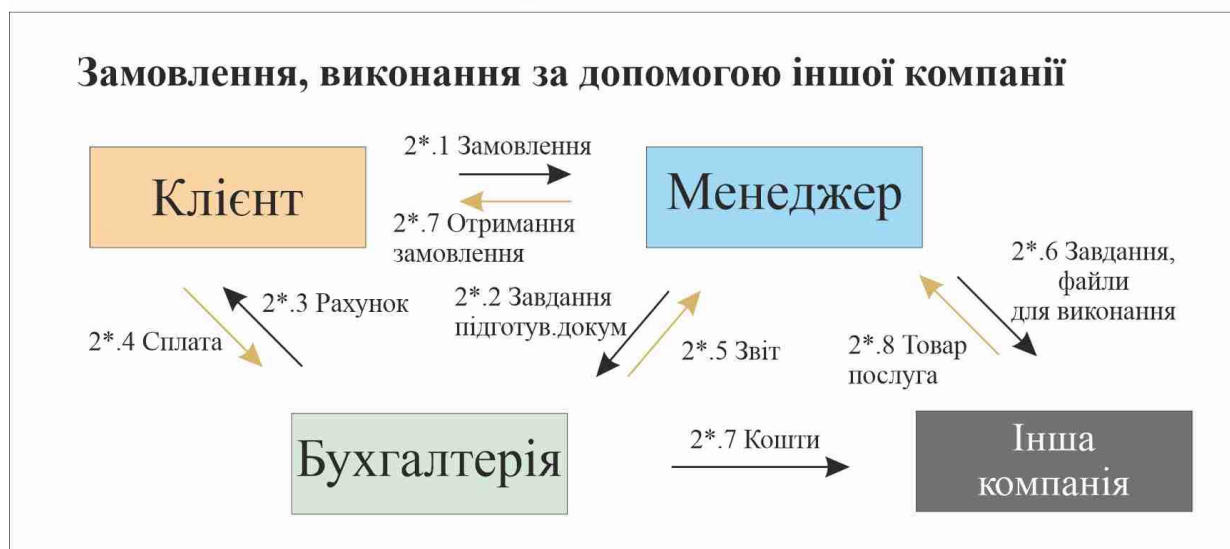 Замовлення, виконання за допомогою іншої компанії
2*.1 Замовлення
Клієнт
Менеджер
2*.7 Отримання
замовлення
2*.6 Завдання,
файли
для виконання
2*.3 Рахунок
2*.4 Сплата
2*.2 Завдання
підготув.докум
2*.5 Звіт
2*.8 Товар
послуга
Бухгалтерія
2*.7 Кошти
Інша
компанія